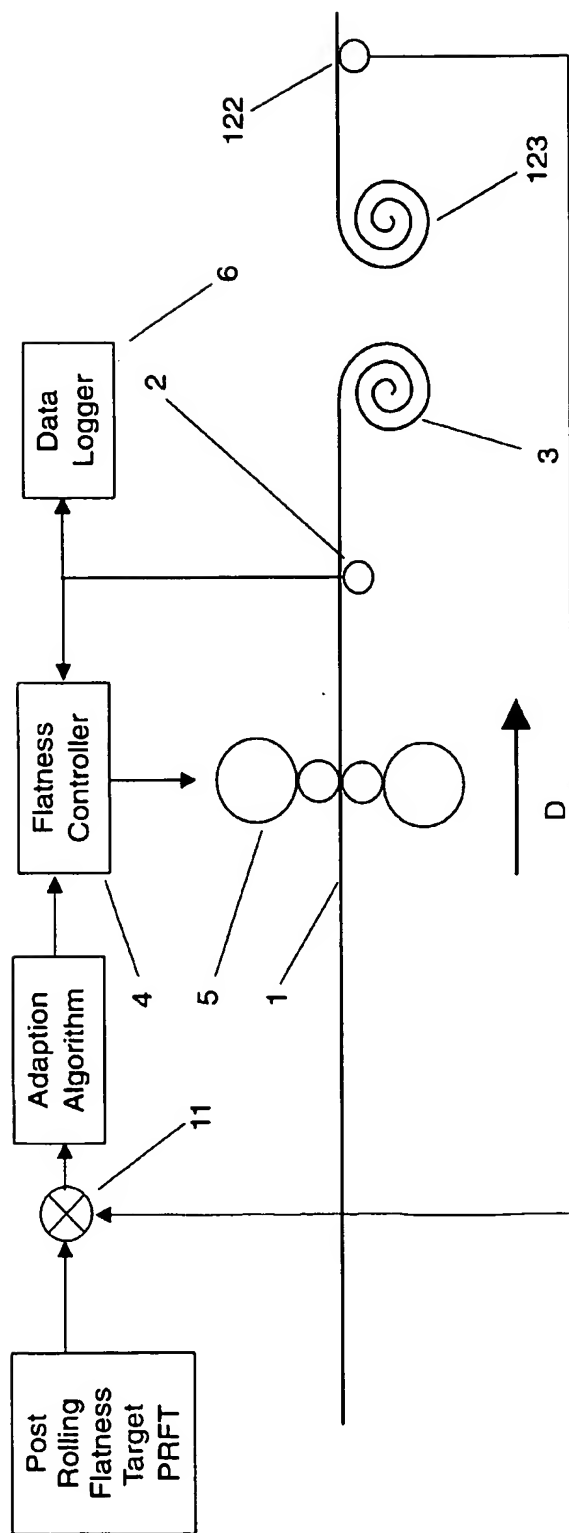 Post
Rolling
Flatness
Target
PRFT
11
Adaption
Algorithm
4
Flatness
Controller
Data
Logger
6
5
1
2
3
122
123
D